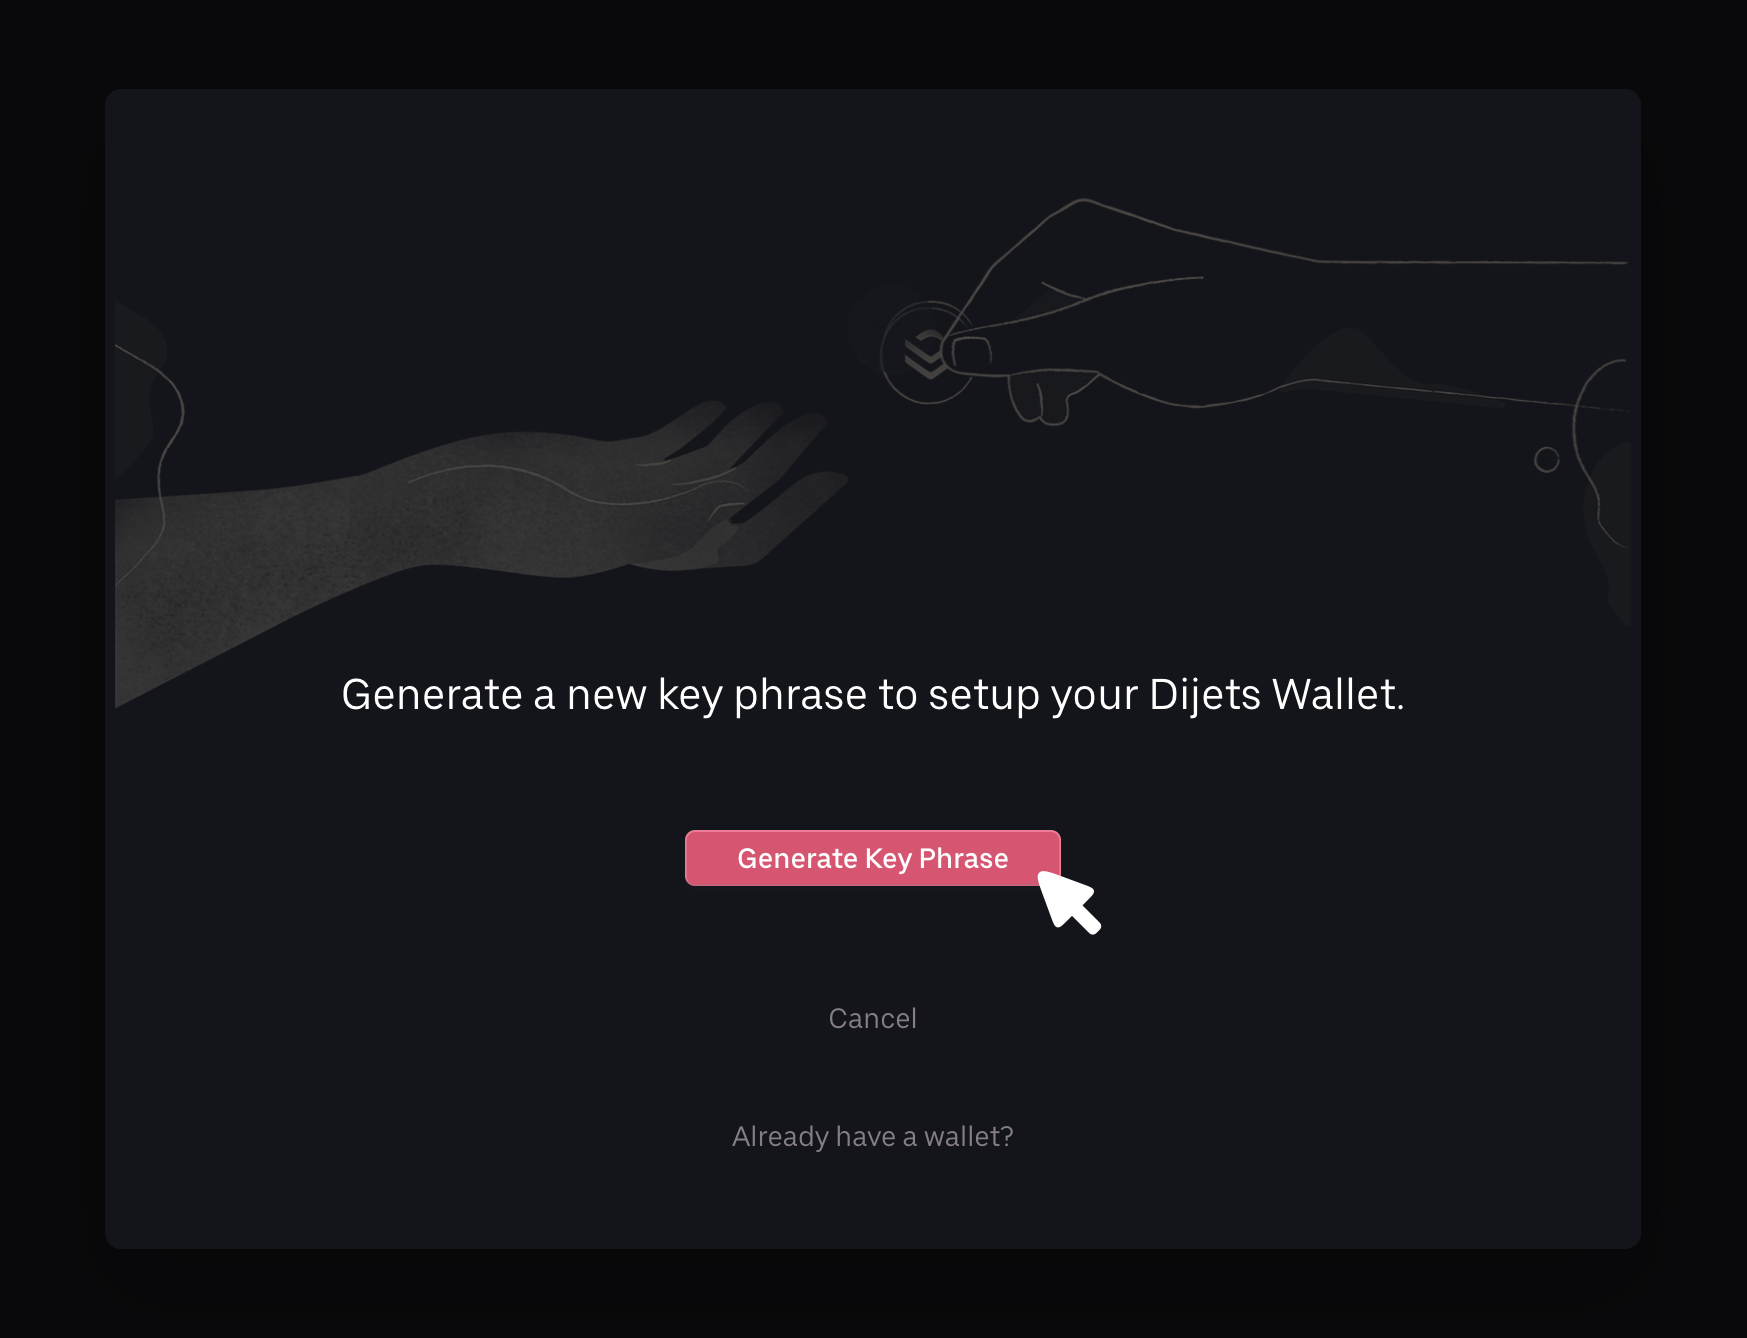 Generate a new key phrase to setup your Dijets Wallet.
Generate Key Phrase
Cancel
Already have a wallet?